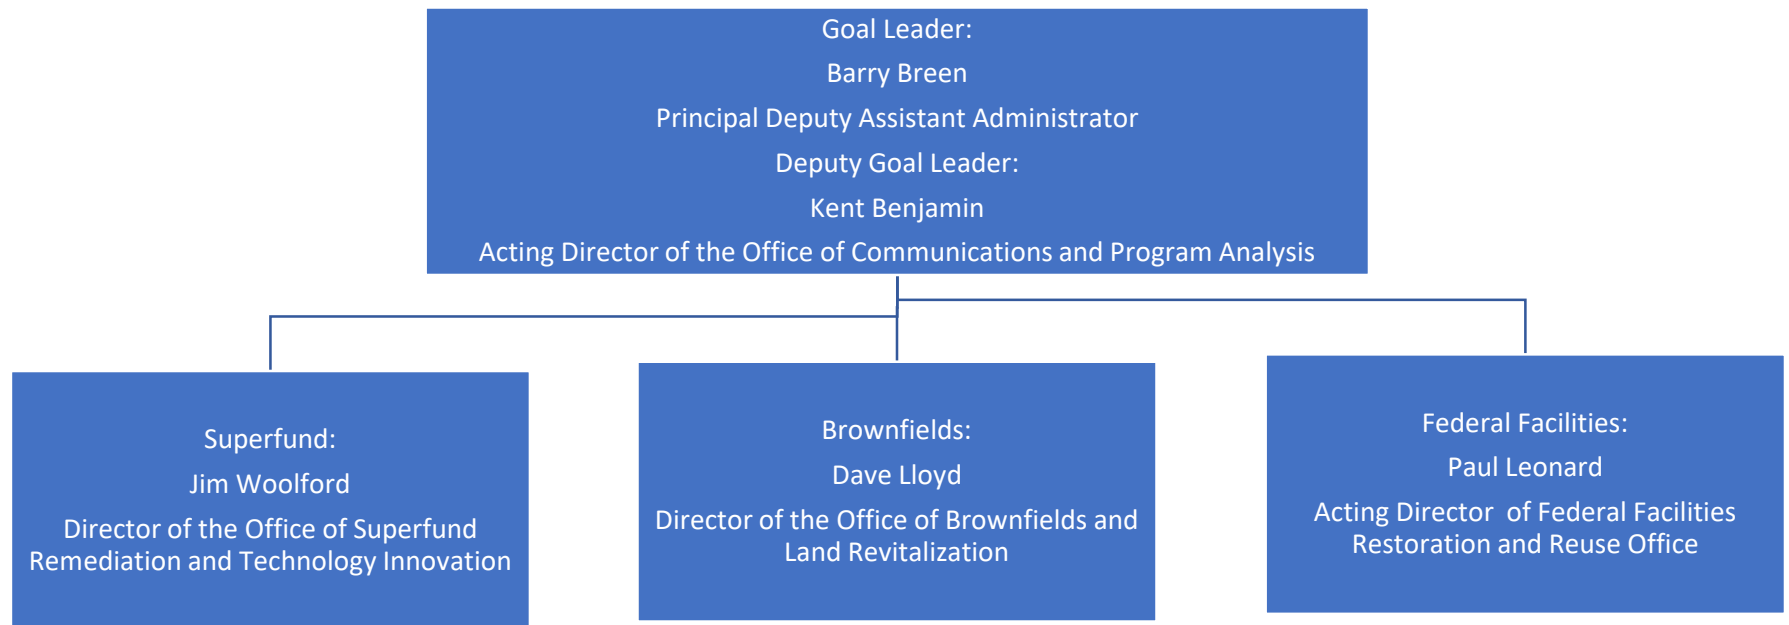 Goal Leader:
Barry Breen
Principal Deputy Assistant Administrator
Deputy Goal Leader:
Kent Benjamin
Acting Director of the Office of Communications and Program Analysis
Superfund:
Jim Woolford
Director of the Office of Superfund
Remediation and Technology Innovation
Brownfields:
Dave Lloyd
Director of the Office of Brownfields and
Land Revitalization
Federal Facilities:
Paul Leonard
Acting Director  of Federal Facilities
Restoration and Reuse Office